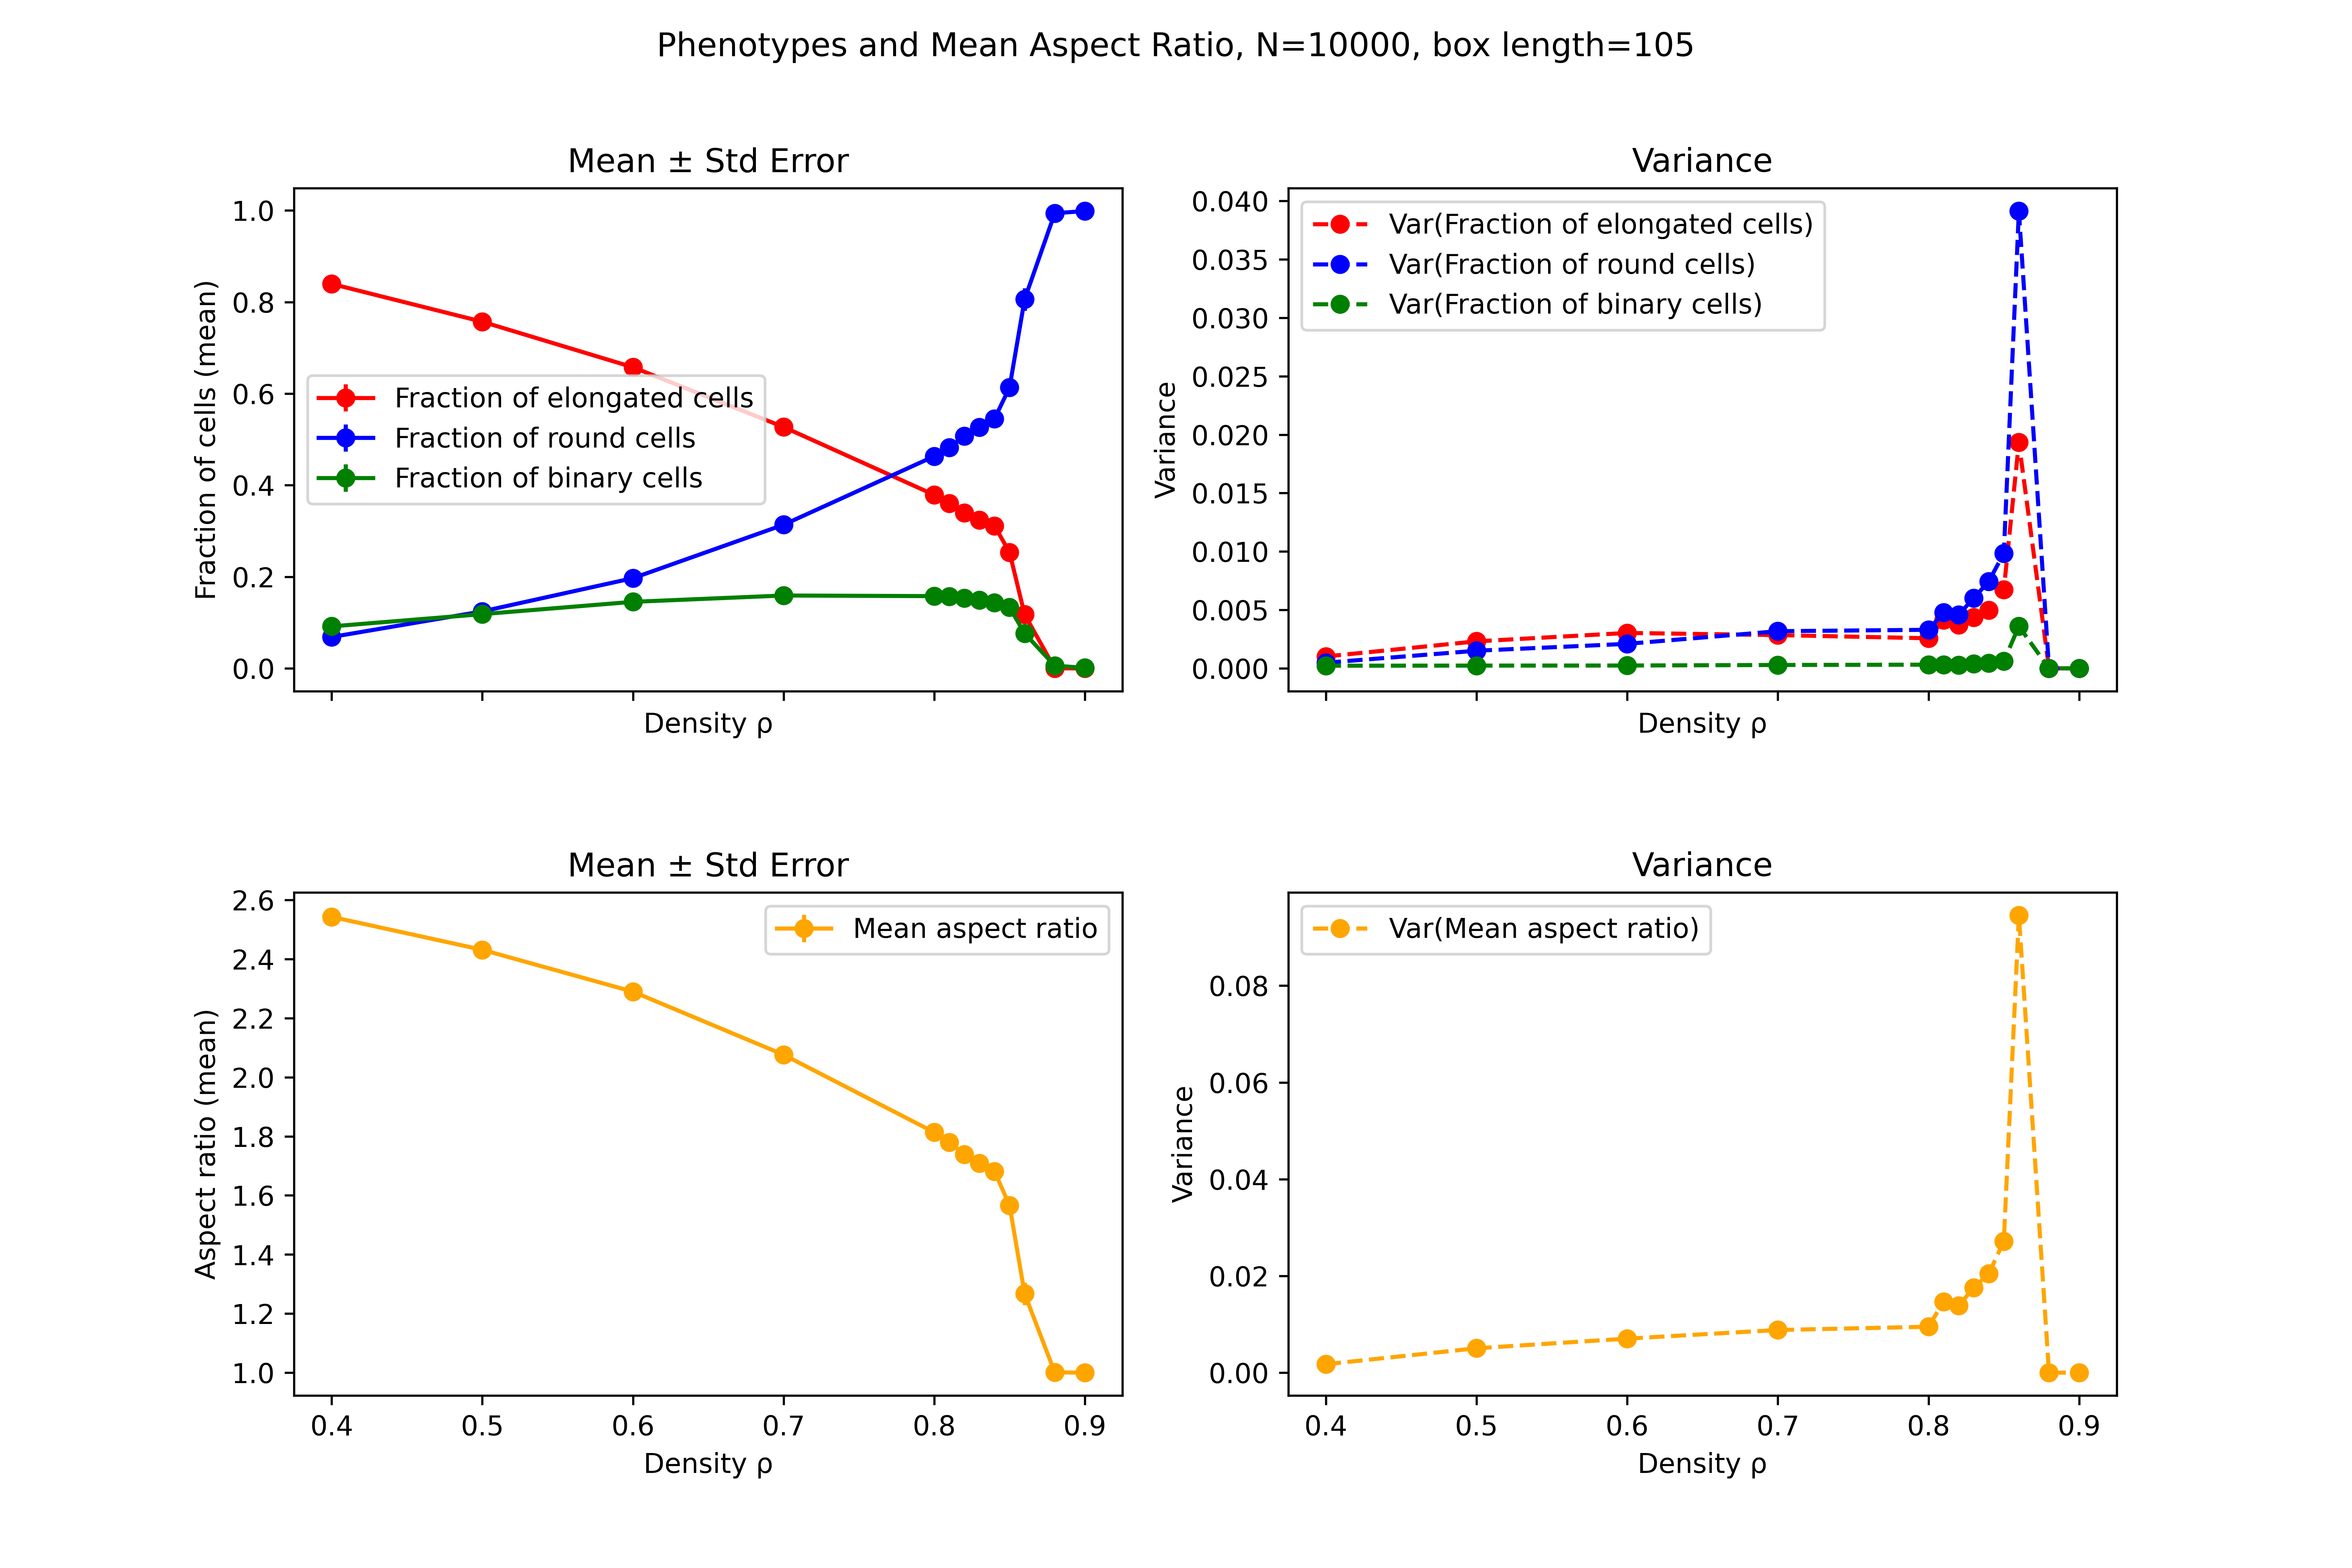 Phenotypes and Mean Aspect Ratio, N=10000, box length=105
Mean ± Std Error
Fraction of cells (mean)
1.0
0.8
0.6
0.4
0.2
0.0
Fraction of elongated cells
Fraction of round cells
Fraction of binary cells
Density ρ
Variance
Variance
0.040
0.035
0.030
0.025
0.020
0.015
0.010
0.005
0.000
Var(Fraction of elongated cells)
Var(Fraction of round cells)
Var(Fraction of binary cells)
Density ρ
Mean ± Std Error
Aspect ratio (mean)
2.6
2.4
2.2
2.0
1.8
1.6
1.4
1.2
1.0
Mean aspect ratio
0.4 0.5 0.6 0.7 0.8 0.9
Density ρ
Variance
Variance
0.08
0.06
0.04
0.02
0.00
Var(Mean aspect ratio)
0.4 0.5 0.6 0.7 0.8 0.9
Density ρ